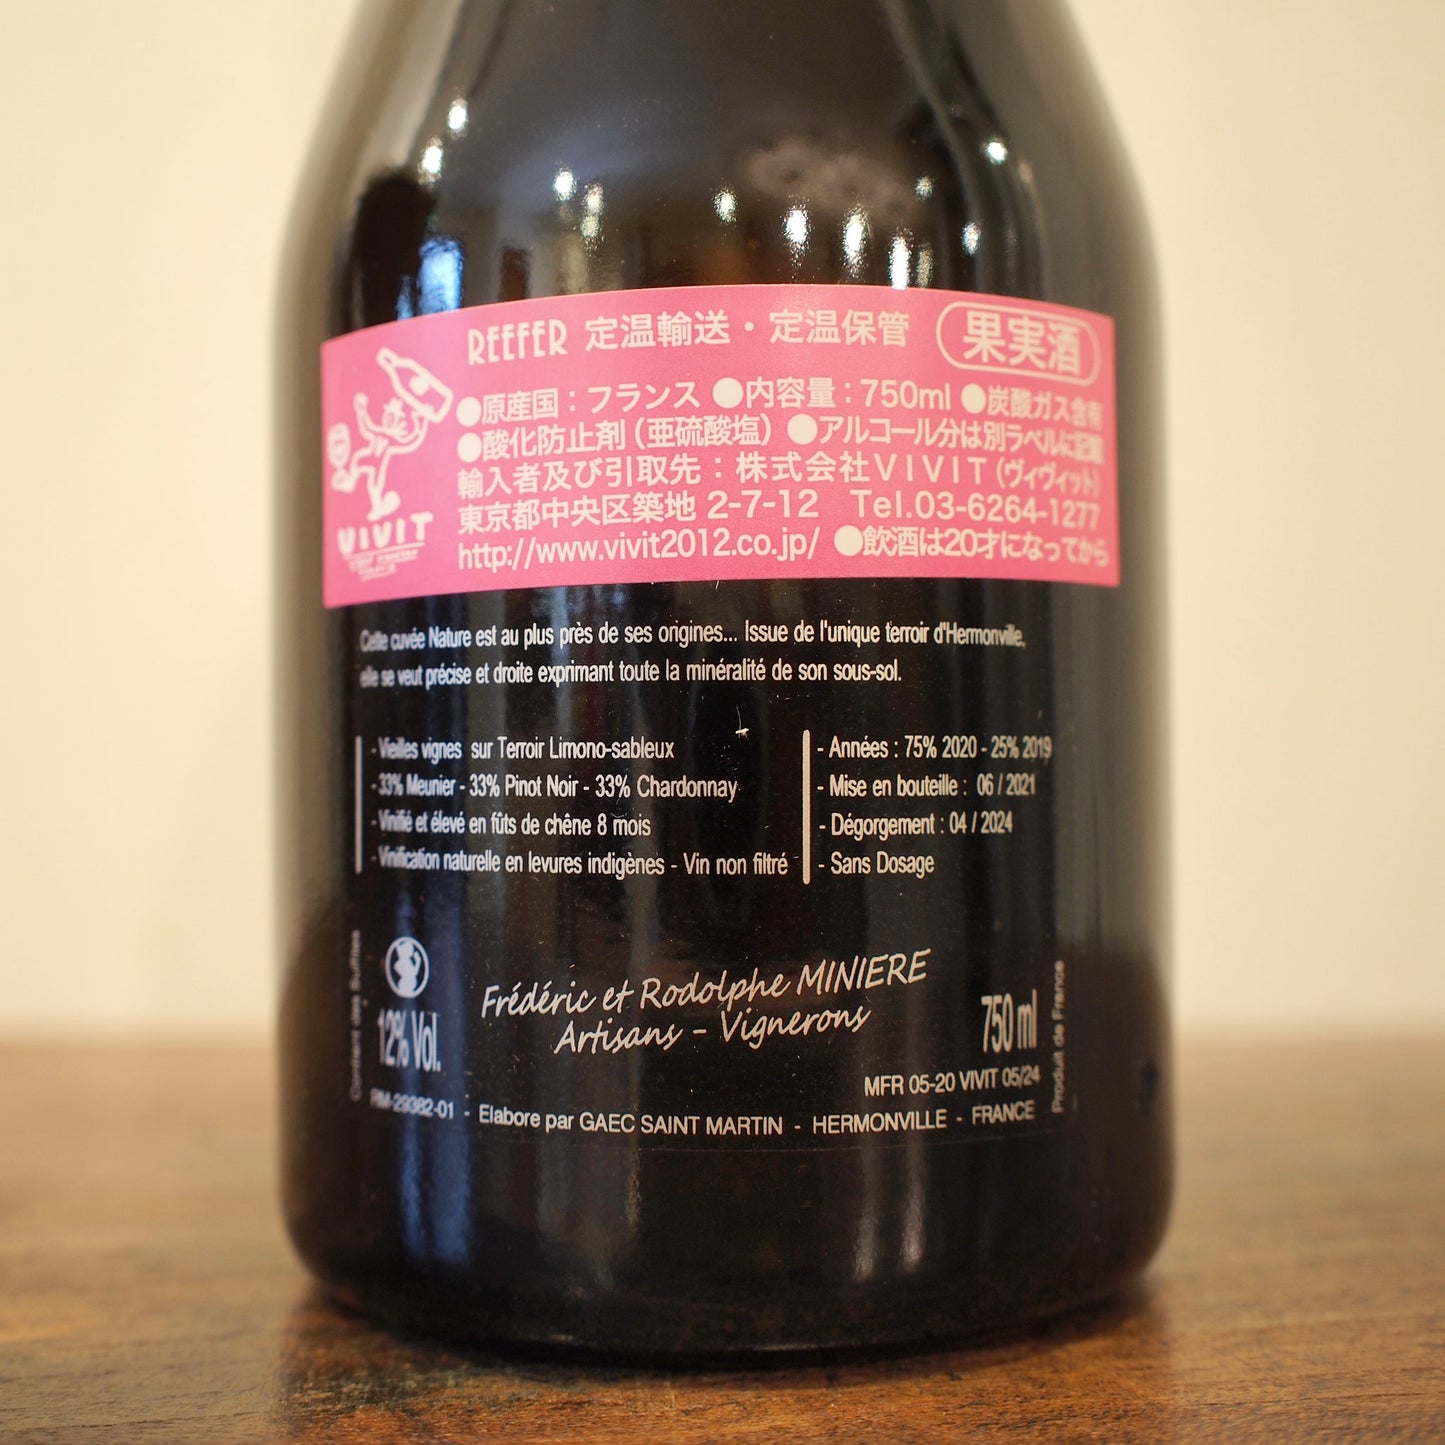 REEFER 定温輸送・定温保管 果実酒
●原産国：フランス ●内容量：750ml ●炭酸ガス含有
●酸化防止剤（亜硫酸塩） ●アルコール分は別ラベルに記載
輸入者及び引取先：株式会社VIVIT（ヴィヴィット）
東京都中央区築地 2-7-12 Tel.03-6264-1277
http://www.vivit2012.co.jp/ ●飲酒は20才になってから
VIVIT
Cette cuvée Nature est au plus près de ses origines... Issue de l'unique terroir d'Hermonville,
elle se veut précise et droite exprimant toute la minéralité de son sous-sol.
- Vieilles vignes sur Terroir Limono-sableux
- 33% Meunier - 33% Pinot Noir - 33% Chardonnay
- Vinifié et élevé en fûts de chêne 8 mois
- Vinification naturelle en levures indigènes - Vin non filtré
- Années : 75% 2020 - 25% 2019
- Mise en bouteille : 06 / 2021
- Dégorgement : 04 / 2024
- Sans Dosage
Contient des Sulfites
12% Vol.
Frédéric et Rodolphe MINIERE
Artisans - Vignerons
750 ml
Produit de France
MFR 05-20 VIVIT 05/24
RM-29382-01 - Elabore par GAEC SAINT MARTIN - HERMONVILLE - FRANCE